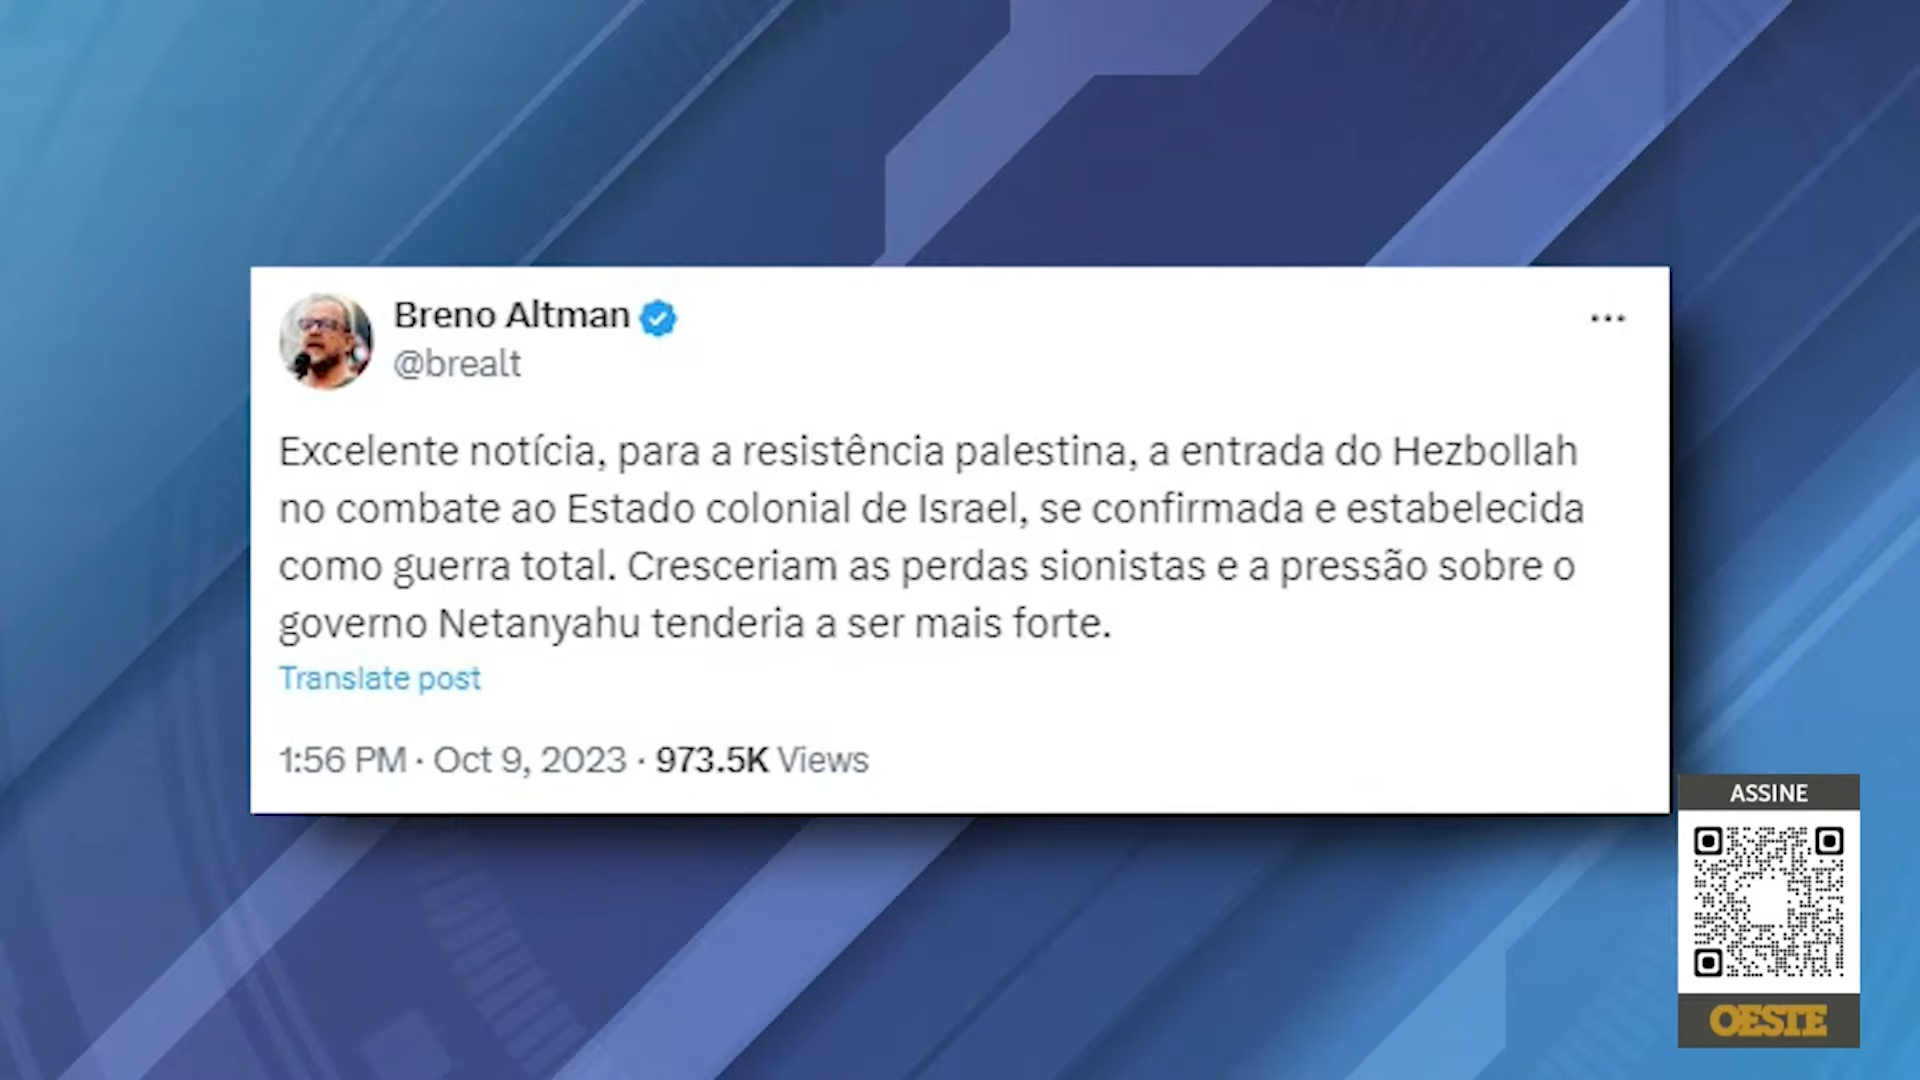 Breno Altman
@brealt
Excelente notícia, para a resistência palestina, a entrada do Hezbollah
no combate ao Estado colonial de Israel, se confirmada e estabelecida
como guerra total. Cresceriam as perdas sionistas e a pressão sobre o
governo Netanyahu tenderia a ser mais forte.
Translate post
1:56 PM · Oct 9, 2023 · 973.5K Views
ASSINE
OESTE